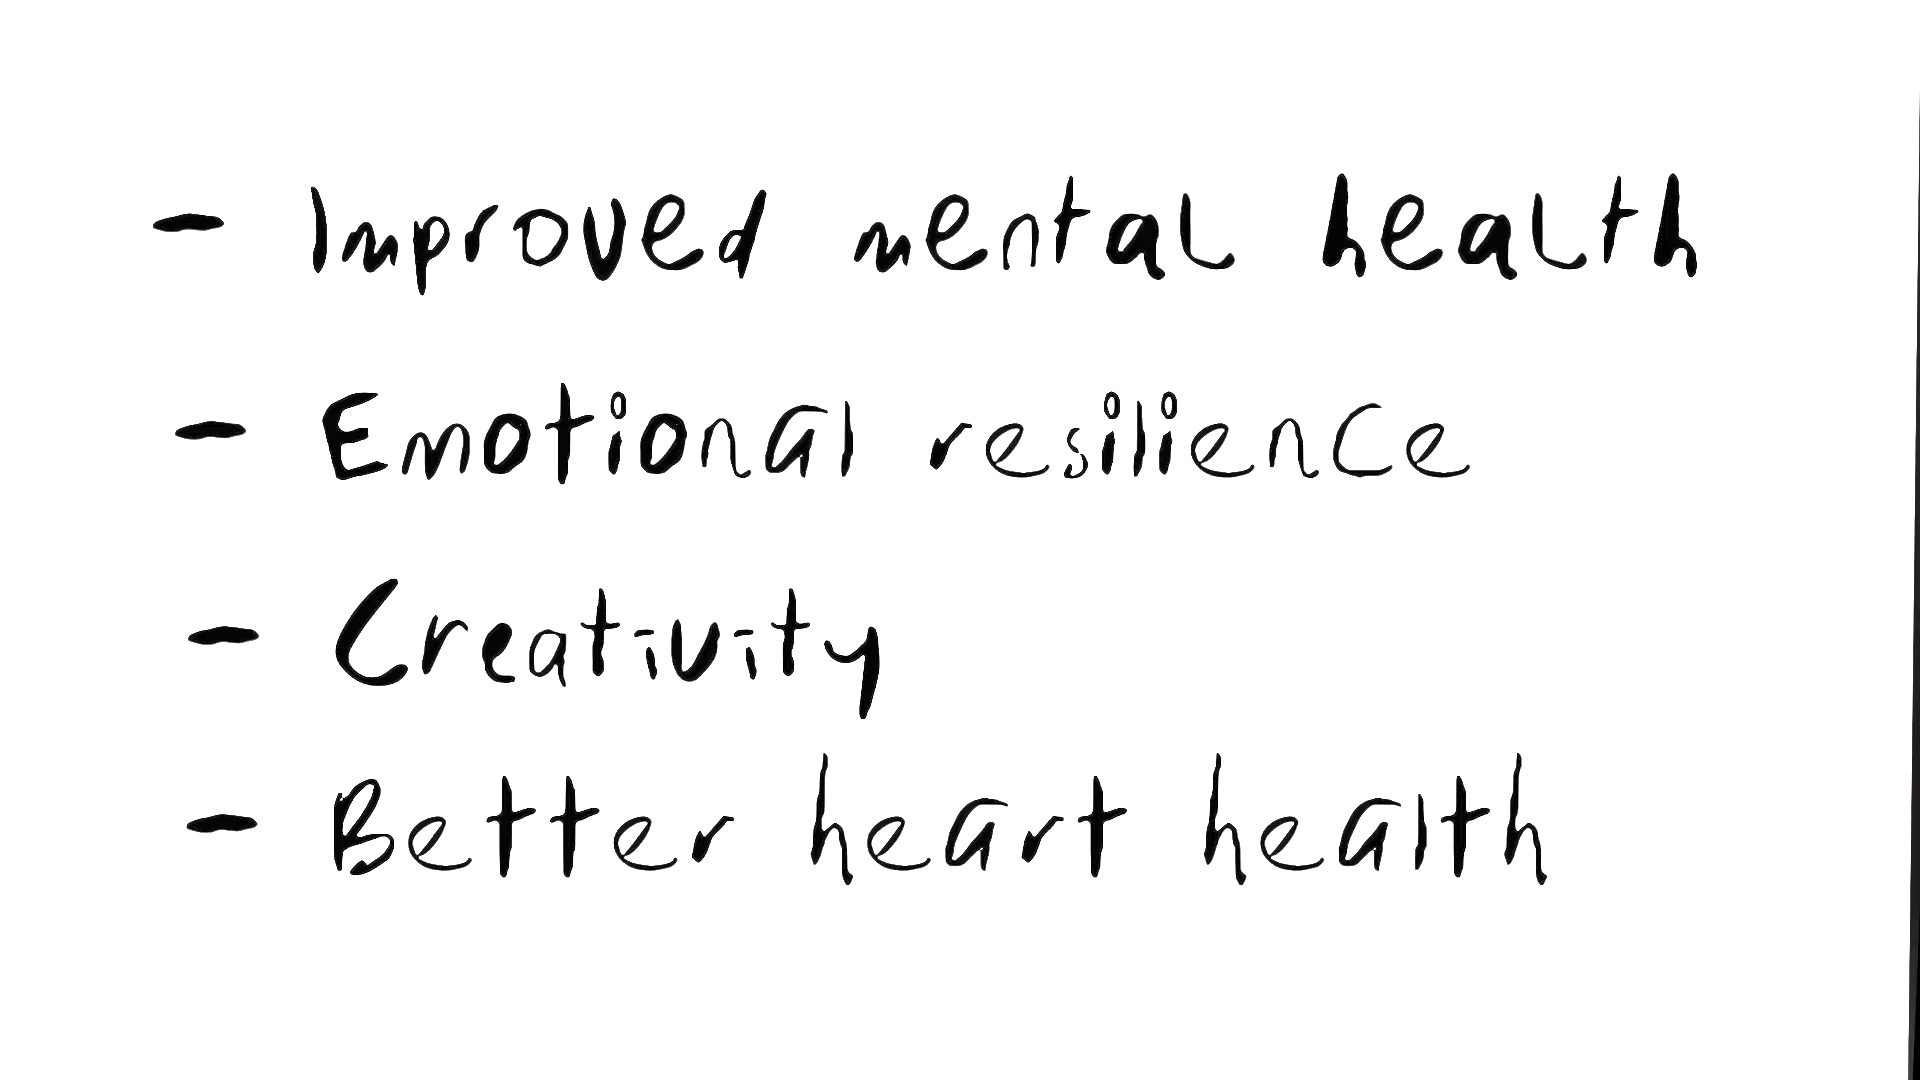 - Improved mental health
- Emotional resilience
- Creativity
- Better heart health